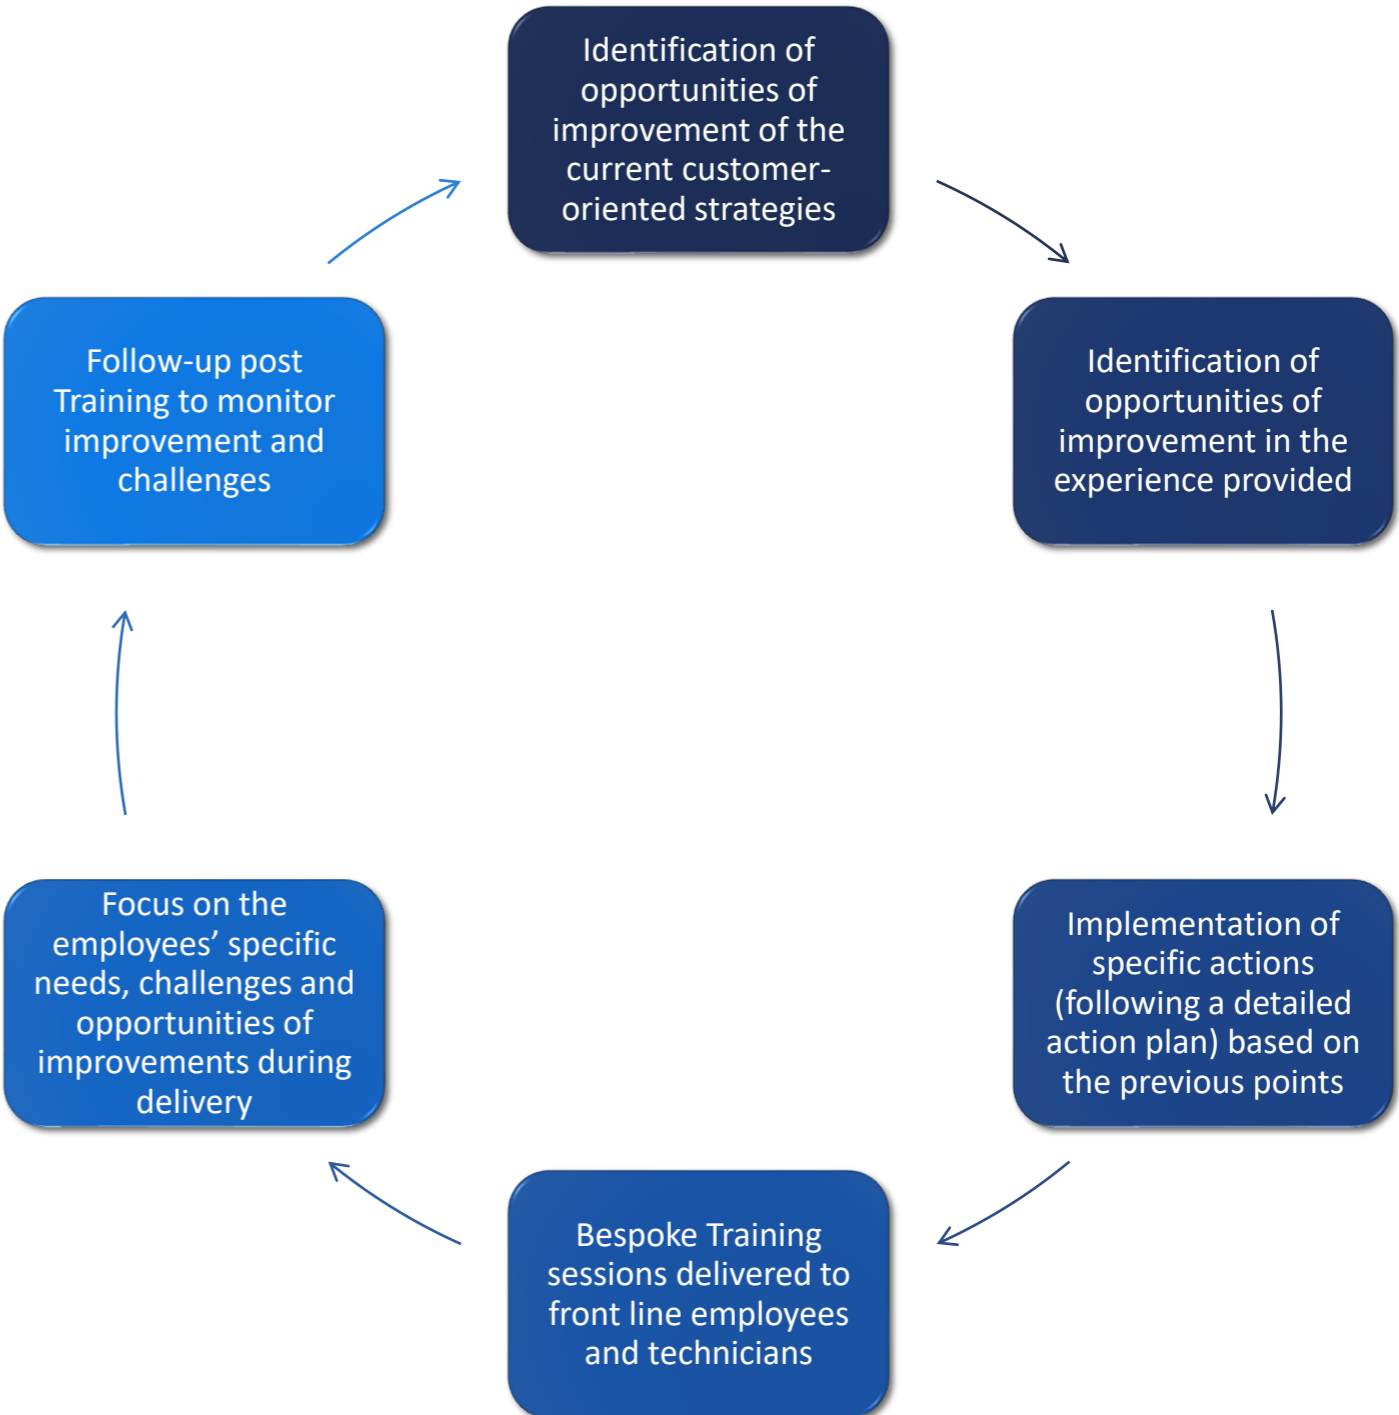 Identification of
opportunities of
improvement of the
current customer-
oriented strategies
Identification of
opportunities of
improvement in the
experience provided
Implementation of
specific actions
(following a detailed
action plan) based on
the previous points
Bespoke Training
sessions delivered to
front line employees
and technicians
Focus on the
employees’ specific
needs, challenges and
opportunities of
improvements during
delivery
Follow-up post
Training to monitor
improvement and
challenges